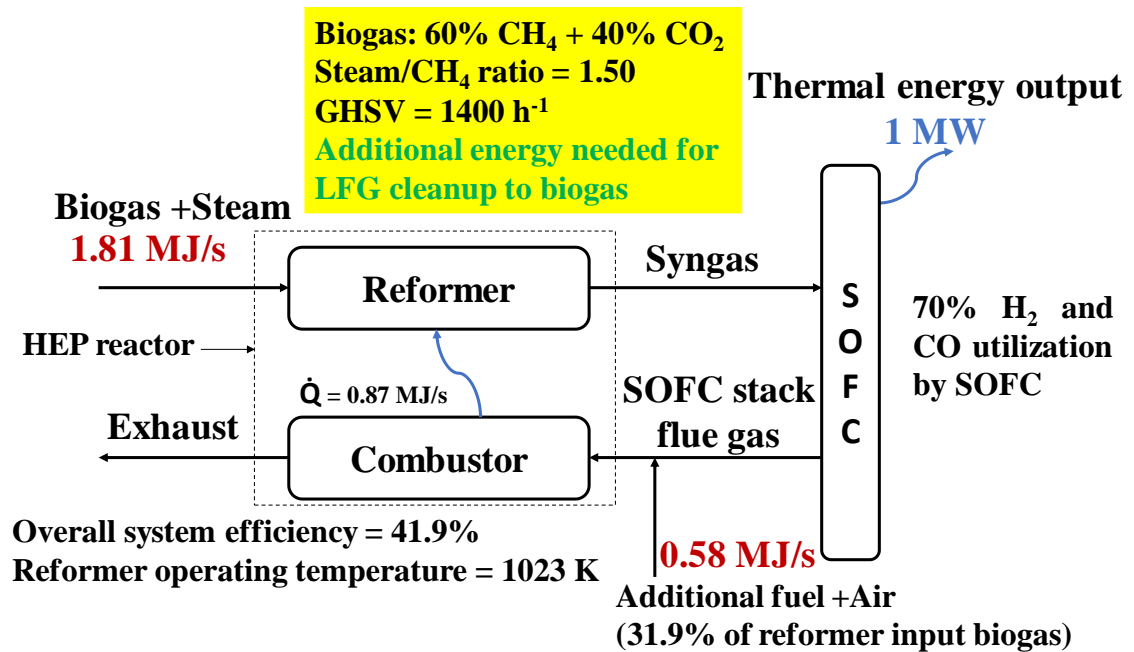 Biogas: 60% CH₄ + 40% CO₂
Steam/CH₄ ratio = 1.50
GHSV = 1400 h⁻¹
Additional energy needed for
LFG cleanup to biogas
Thermal energy output
1 MW
Biogas +Steam
1.81 MJ/s
Reformer
Syngas
SOFC
70% H₂ and
CO utilization
by SOFC
HEP reactor
Q̇ = 0.87 MJ/s
SOFC stack
flue gas
Exhaust
Combustor
Overall system efficiency = 41.9%
Reformer operating temperature = 1023 K
0.58 MJ/s
Additional fuel +Air
(31.9% of reformer input biogas)